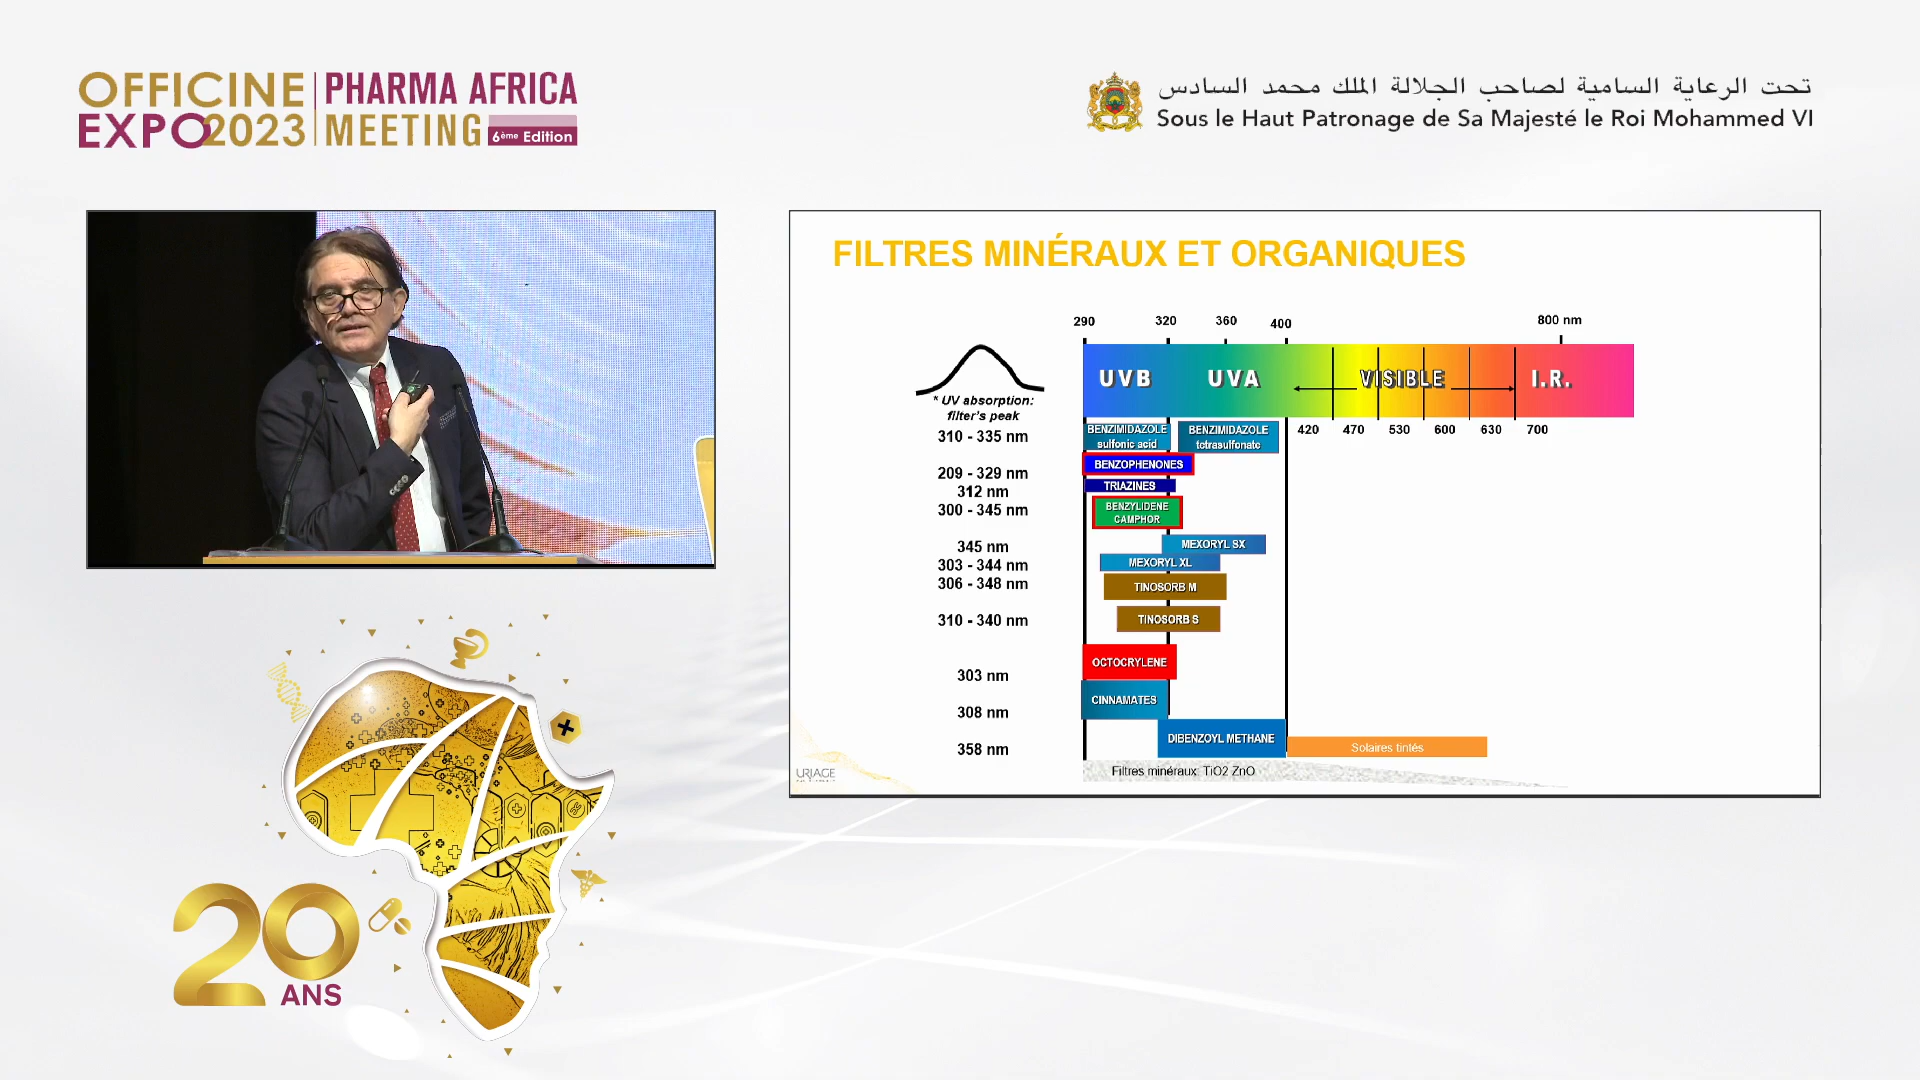 OFFICINE
EXPO2023
PHARMA AFRICA
MEETING
6ème Edition
تحت الرعاية السامية لصاحب الجلالة الملك محمد السادس
Sous le Haut Patronage de Sa Majesté le Roi Mohammed VI
FILTRES MINÉRAUX ET ORGANIQUES
290 320 360 400 800 nm
UVB UVA VISIBLE I.R.
* UV absorption:
filter's peak
420 470 530 600 630 700
310 - 335 nm
BENZIMIDAZOLE
sulfonic acid
BENZIMIDAZOLE
tetrasulfonate
BENZOPHENONES
209 - 329 nm
312 nm
TRIAZINES
300 - 345 nm
BENZYLIDENE
CAMPHOR
345 nm
MEXORYL SX
303 - 344 nm
MEXORYL XL
306 - 348 nm
TINOSORB M
310 - 340 nm
TINOSORB S
OCTOCRYLENE
303 nm
CINNAMATES
308 nm
DIBENZOYL METHANE
358 nm
Solaires tintés
Filtres minéraux: TiO2 ZnO
URIAGE
20
ANS